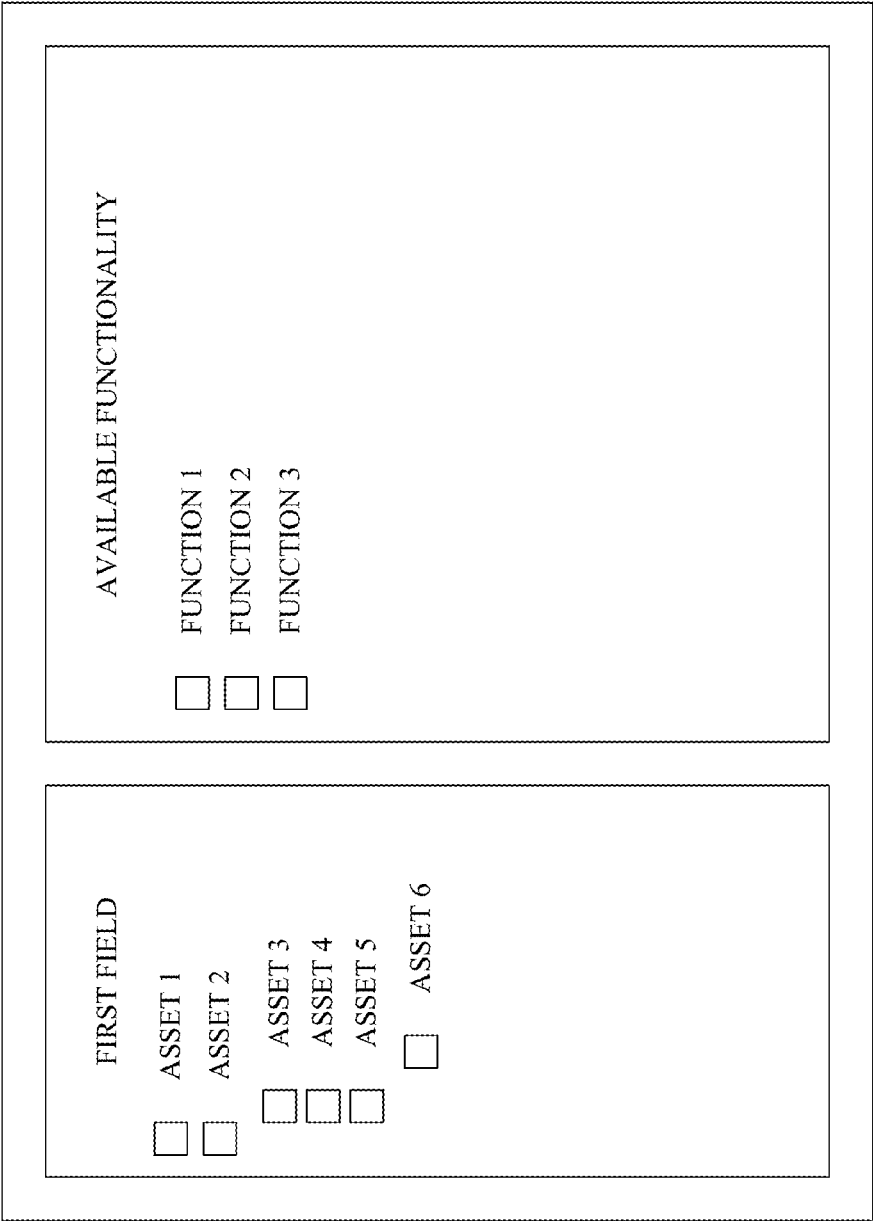 FIRST FIELD
ASSET 1
ASSET 2
ASSET 3
ASSET 4
ASSET 5
ASSET 6
AVAILABLE FUNCTIONALITY
FUNCTION 1
FUNCTION 2
FUNCTION 3